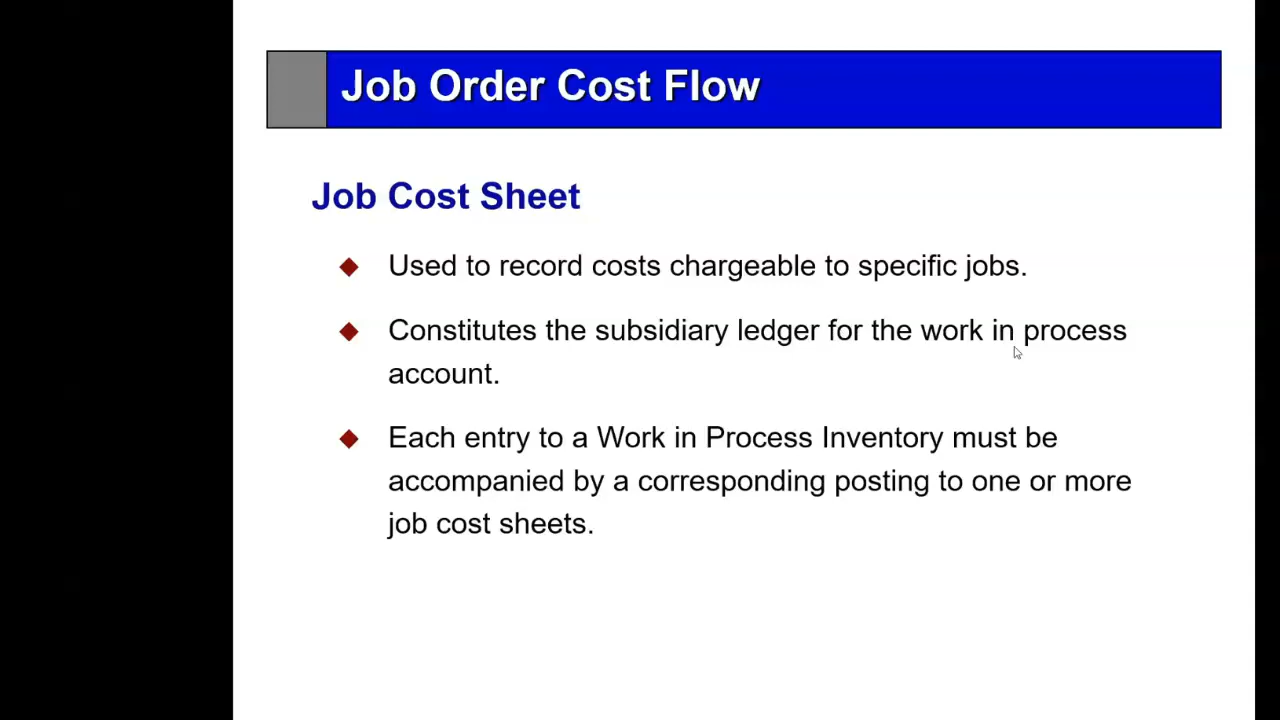 Job Order Cost Flow
Job Cost Sheet
Used to record costs chargeable to specific jobs.
Constitutes the subsidiary ledger for the work in process
account.
Each entry to a Work in Process Inventory must be
accompanied by a corresponding posting to one or more
job cost sheets.